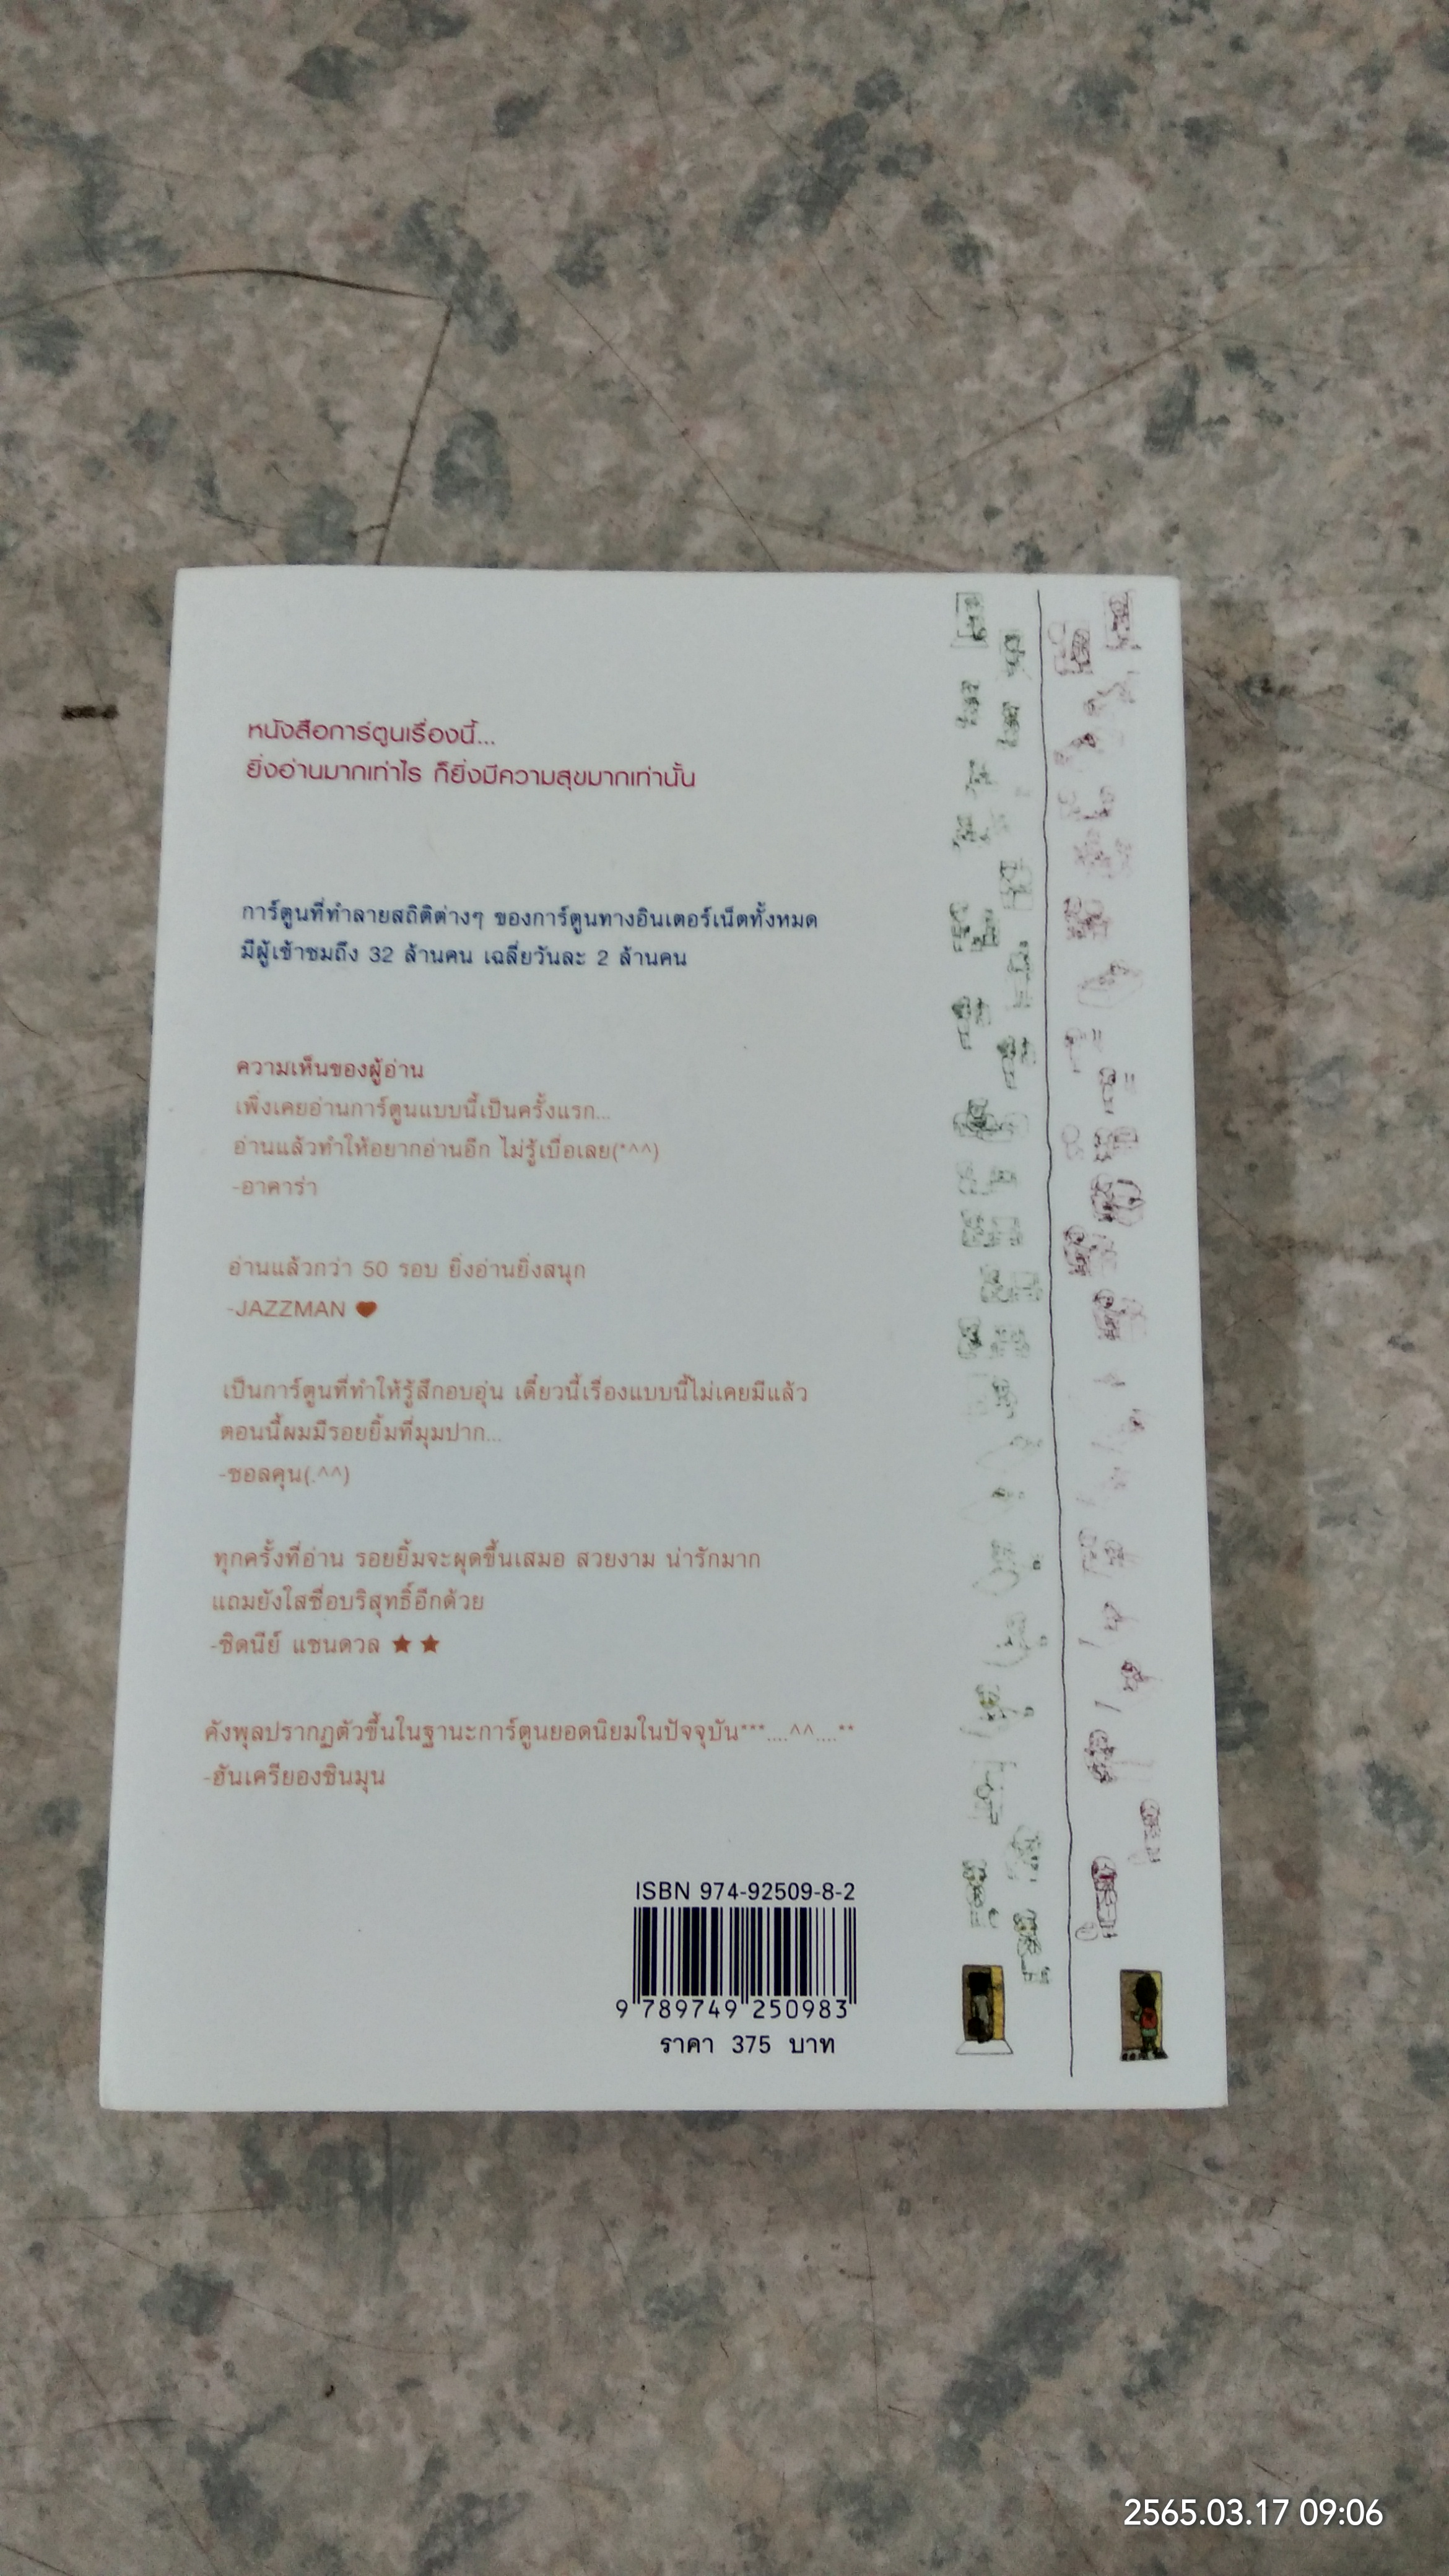 หนังสือการ์ตูนเรื่องนี้...
ยิ่งอ่านมากเท่าไร ก็ยิ่งมีความสุขมากเท่านั้น
การ์ตูนที่ทำลายสถิติต่างๆ ของการ์ตูนทางอินเตอร์เน็ตทั้งหมด
มีผู้เข้าชมถึง 32 ล้านคน เฉลี่ยวันละ 2 ล้านคน
ความเห็นของผู้อ่าน
เพิ่งเคยอ่านการ์ตูนแบบนี้เป็นครั้งแรก...
อ่านแล้วทำให้อยากอ่านอีก ไม่รู้เบื่อเลย(*^^)
-อาคาร่า
อ่านแล้วกว่า 50 รอบ ยิ่งอ่านยิ่งสนุก
-JAZZMAN ♥
เป็นการ์ตูนที่ทำให้รู้สึกอบอุ่น เดี๋ยวนี้เรื่องแบบนี้ไม่เคยมีแล้ว
ตอนนี้ผมมีรอยยิ้มที่มุมปาก...
-ชอลคุน(.^^)
ทุกครั้งที่อ่าน รอยยิ้มจะผุดขึ้นเสมอ สวยงาม น่ารักมาก
แถมยังใสซื่อบริสุทธิ์อีกด้วย
-ซิดนีย์ แชนดวล ★ ★
คังพุลปรากฏตัวขึ้นในฐานะการ์ตูนยอดนิยมในปัจจุบัน***....^^....**
-ฮันเครียองชินมุน
ISBN 974-92509-8-2
9 789749 250983
ราคา 375 บาท
2565.03.17 09:06